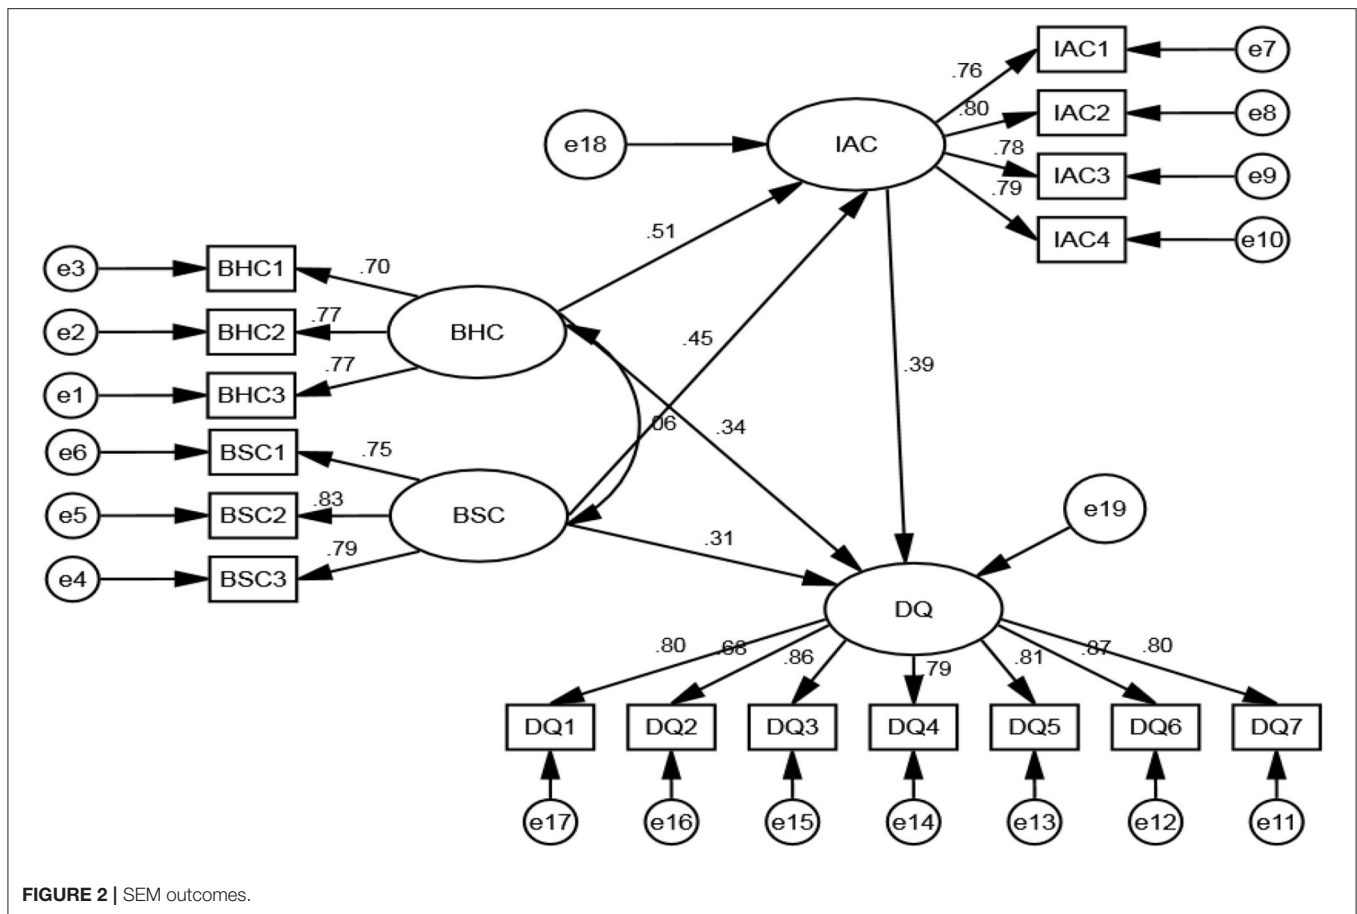 IAC1
e7
.76
.80
IAC2
e8
e18
IAC
.78
IAC3
e9
.79
IAC4
e10
.51
e3
BHC1
.70
e2
BHC2
.77
BHC
.45
.39
e1
BHC3
.77
.06
.34
e6
BSC1
.75
e5
BSC2
.83
BSC
e19
.31
e4
BSC3
.79
DQ
.80
.68
.86
.79
.81
.87
.80
DQ1
DQ2
DQ3
DQ4
DQ5
DQ6
DQ7
e17
e16
e15
e14
e13
e12
e11
FIGURE 2 | SEM outcomes.